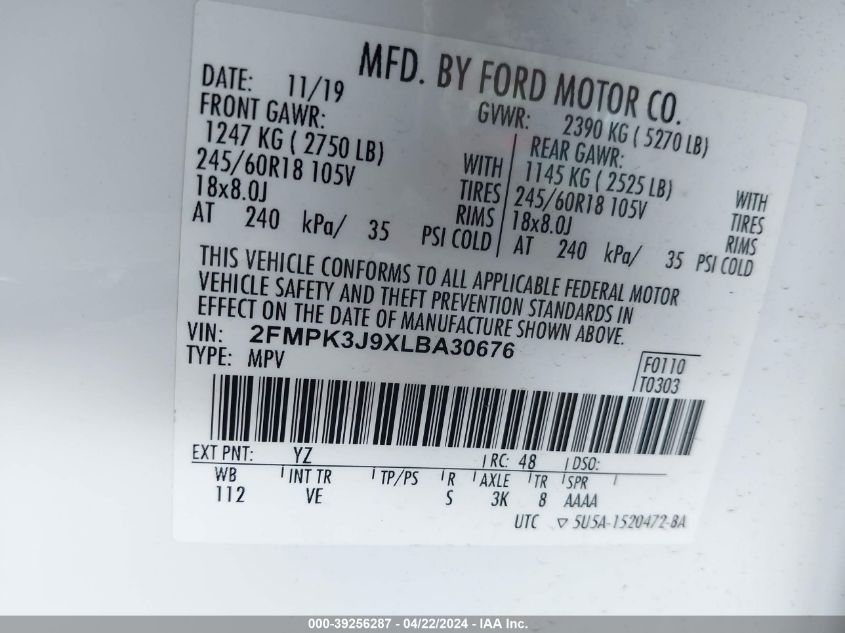 MFD. BY FORD MOTOR CO.
DATE: 11/19 GVWR: 2390 KG ( 5270 LB)
FRONT GAWR: REAR GAWR:
1247 KG ( 2750 LB) WITH 1145 KG ( 2525 LB) WITH
245/60R18 105V TIRES 245/60R18 105V TIRES
18x8.0J RIMS 18x8.0J RIMS
AT 240 kPa/ 35 PSI COLD AT 240 kPa/ 35 PSI COLD
THIS VEHICLE CONFORMS TO ALL APPLICABLE FEDERAL MOTOR
VEHICLE SAFETY AND THEFT PREVENTION STANDARDS IN
EFFECT ON THE DATE OF MANUFACTURE SHOWN ABOVE.
VIN: 2FMPK3J9XLBA30676
TYPE: MPV F0110
T0303
EXT PNT: YZ RC: 48 DSO:
WB INT TR TP/PS R AXLE TR SPR
112 VE S 3K 8 AAAA
UTC ▽ 5U5A-1520472-BA
000-39256287 - 04/22/2024 - IAA Inc.